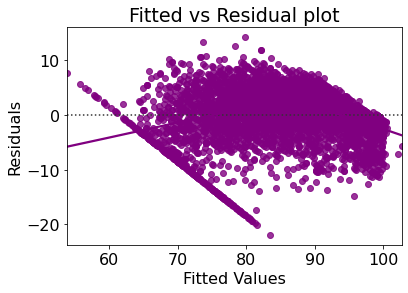 Fitted vs Residual plot
10
0
−10
−20
Residuals
60 70 80 90 100
Fitted Values